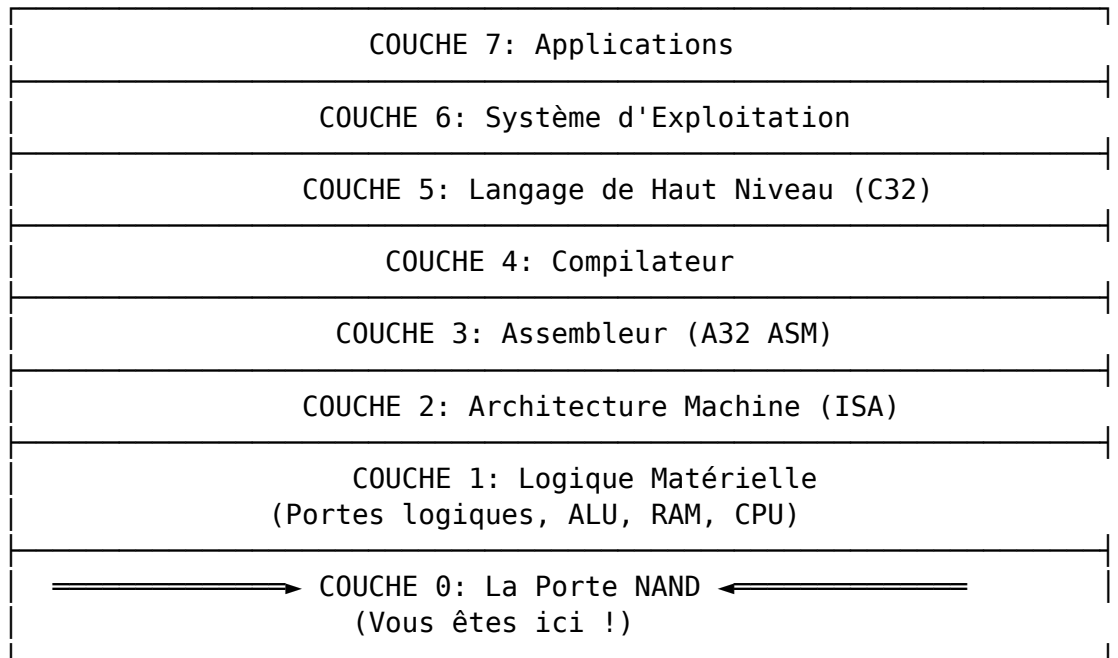 COUCHE 7: Applications
COUCHE 6: Système d'Exploitation
COUCHE 5: Langage de Haut Niveau (C32)
COUCHE 4: Compilateur
COUCHE 3: Assembleur (A32 ASM)
COUCHE 2: Architecture Machine (ISA)
COUCHE 1: Logique Matérielle
(Portes logiques, ALU, RAM, CPU)
COUCHE 0: La Porte NAND
(Vous êtes ici !)